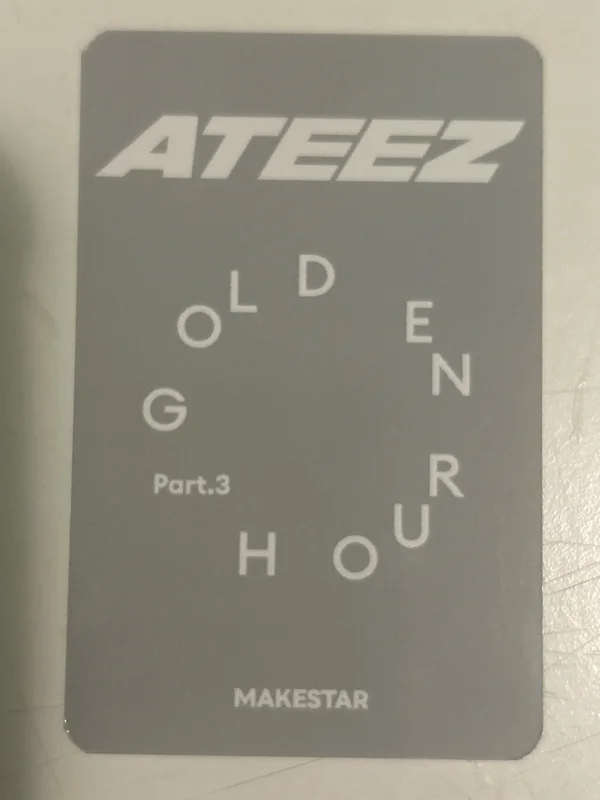 ATEEZ
GOLDEN
HOUR
Part.3
MAKESTAR